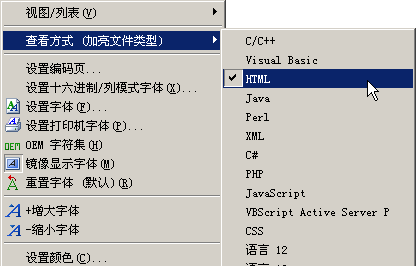 视图/列表(V)
查看方式 (加亮文件类型)
设置编码页...
设置十六进制/列模式字体(X)...
设置字体(F)...
设置打印机字体(P)...
OEM OEM 字符集(H)
镜像显示字体(M)
重置字体 (默认)(R)
+增大字体
-缩小字体
设置颜色(C)...
C/C++
Visual Basic
HTML
Java
Perl
XML
C#
PHP
JavaScript
VBScript Active Server P
CSS
语言 12